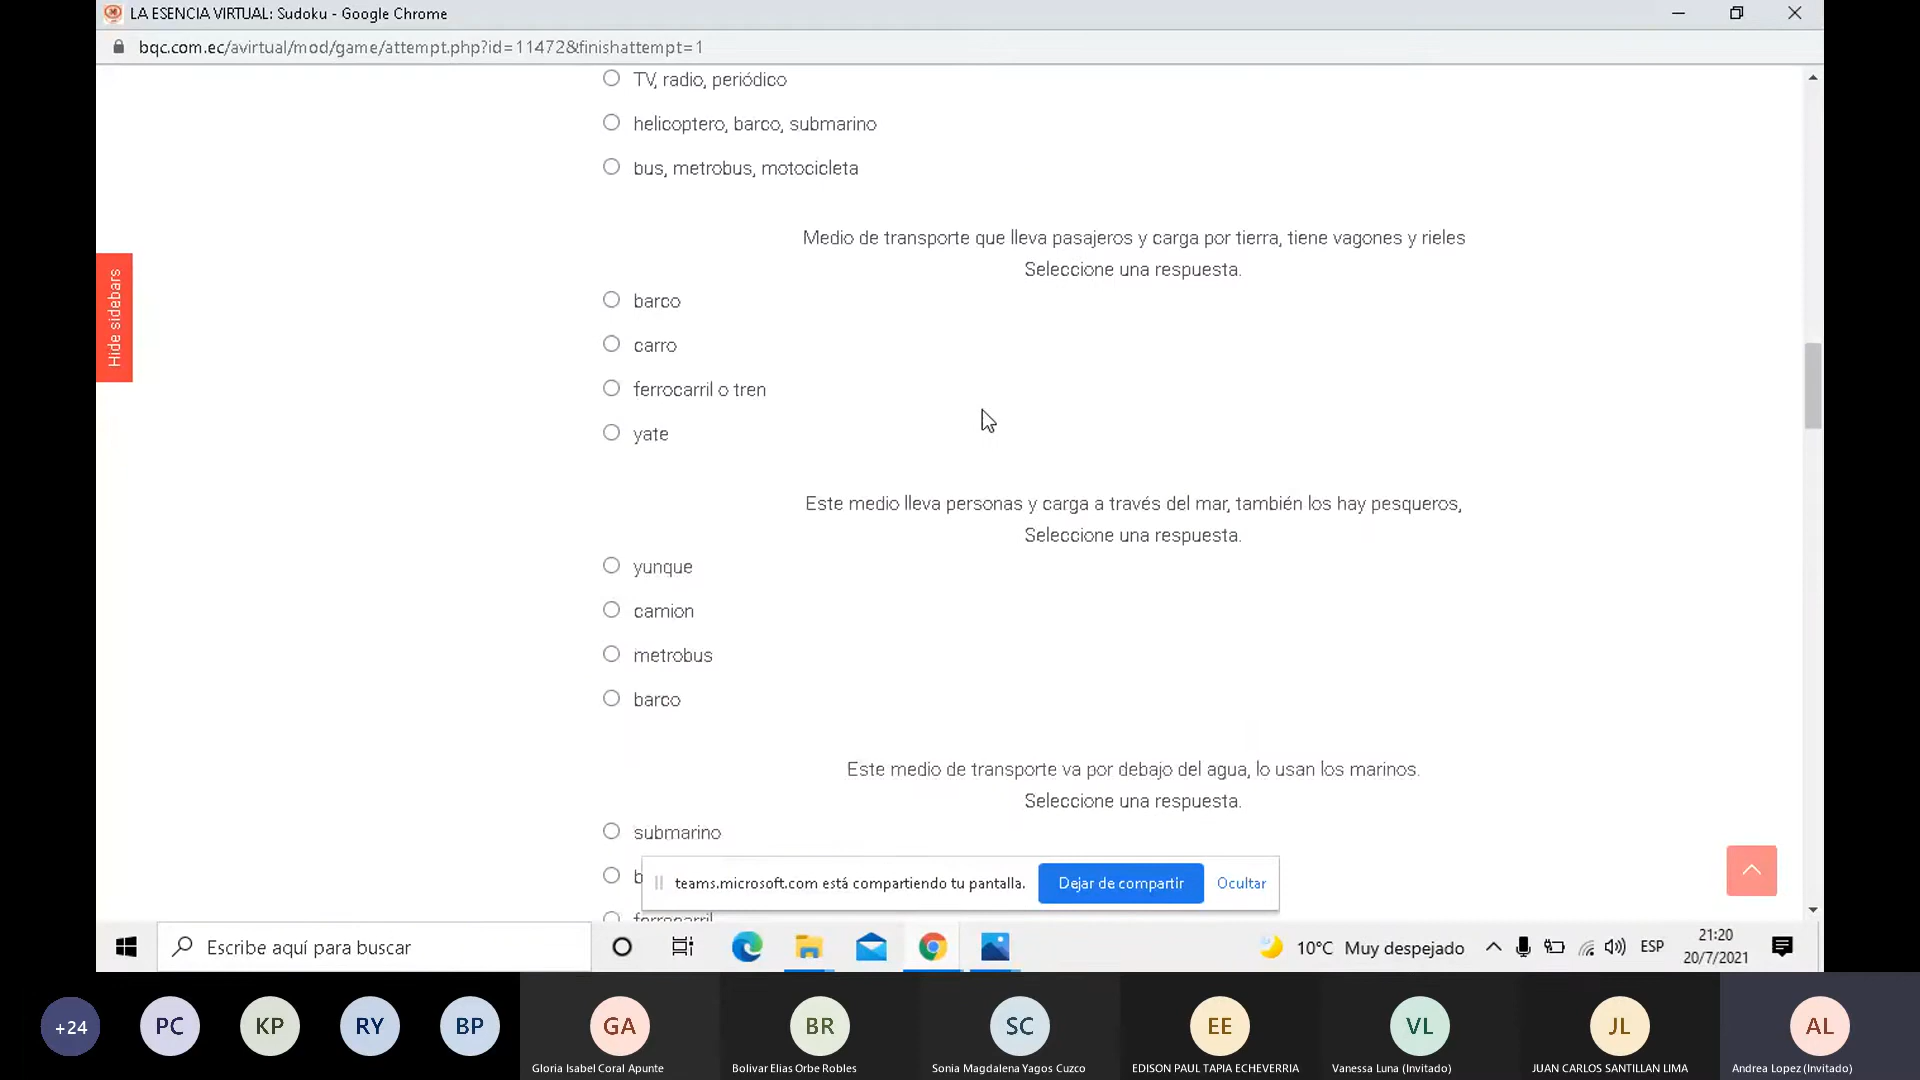 LA ESENCIA VIRTUAL: Sudoku - Google Chrome
bqc.com.ec/avirtual/mod/game/attempt.php?id=11472&finishattempt=1
TV, radio, periódico
helicoptero, barco, submarino
bus, metrobus, motocicleta
Hide sidebars
Medio de transporte que lleva pasajeros y carga por tierra, tiene vagones y rieles
Seleccione una respuesta.
barco
carro
ferrocarril o tren
yate
Este medio lleva personas y carga a través del mar, también los hay pesqueros,
Seleccione una respuesta.
yunque
camion
metrobus
barco
Este medio de transporte va por debajo del agua, lo usan los marinos.
Seleccione una respuesta.
submarino
teams.microsoft.com está compartiendo tu pantalla.
Dejar de compartir
Ocultar
ferrocarril
Escribe aquí para buscar
10°C Muy despejado
ESP
21:20
20/7/2021
+24
PC
KP
RY
BP
GA
BR
SC
EE
VL
JL
AL
Gloria Isabel Coral Apunte
Bolivar Elias Orbe Robles
Sonia Magdalena Yagos Cuzco
EDISON PAUL TAPIA ECHEVERRIA
Vanessa Luna (Invitado)
JUAN CARLOS SANTILLAN LIMA
Andrea Lopez (Invitado)